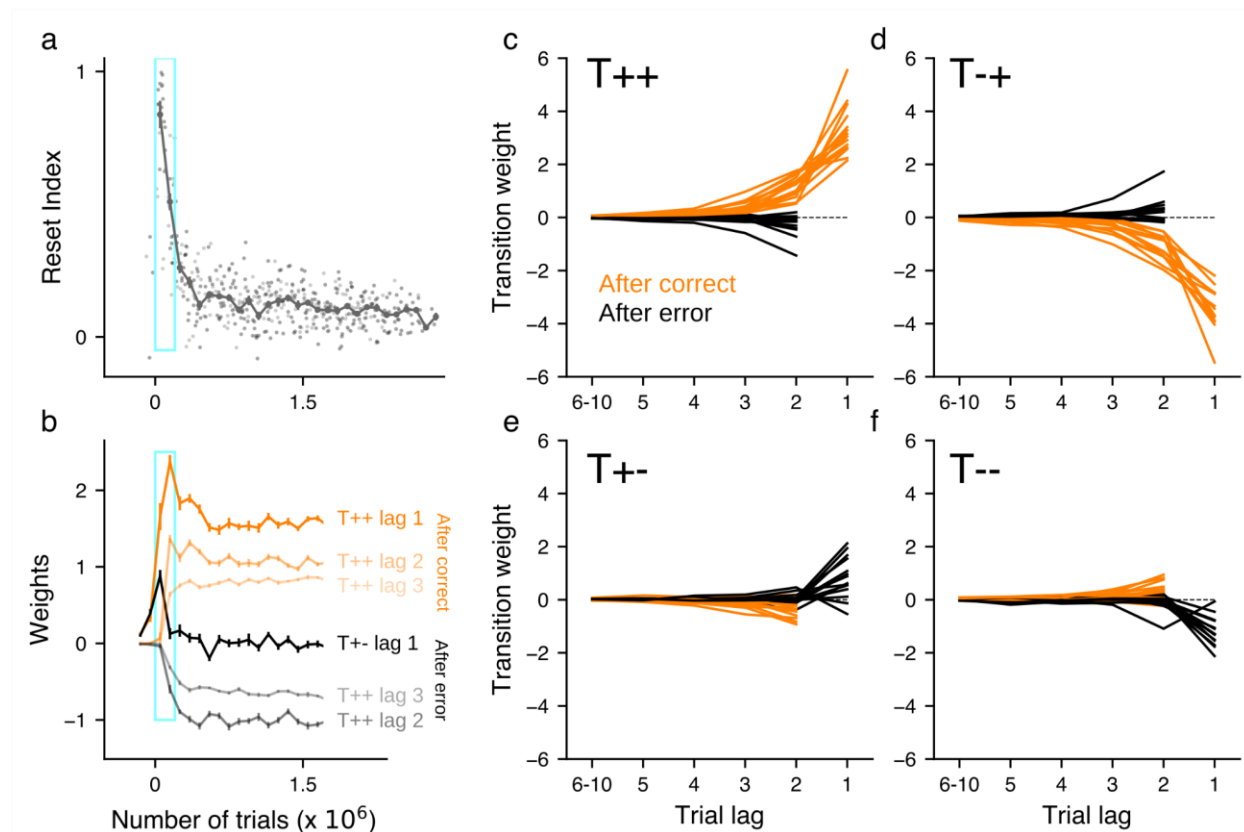 a
1
Reset Index
0
0
1.5
b
2
1
Weights
0
−1
T++ lag 1
T++ lag 2
T++ lag 3
After correct
T+- lag 1
T++ lag 3
T++ lag 2
After error
0
1.5
Number of trials (x 10⁶)
c
T++
6
4
2
0
−2
−4
−6
Transition weight
After correct
After error
6-10 5 4 3 2 1
d
T-+
6
4
2
0
−2
−4
−6
6-10 5 4 3 2 1
e
T+-
6
4
2
0
−2
−4
−6
Transition weight
6-10 5 4 3 2 1
Trial lag
f
T--
6
4
2
0
−2
−4
−6
6-10 5 4 3 2 1
Trial lag